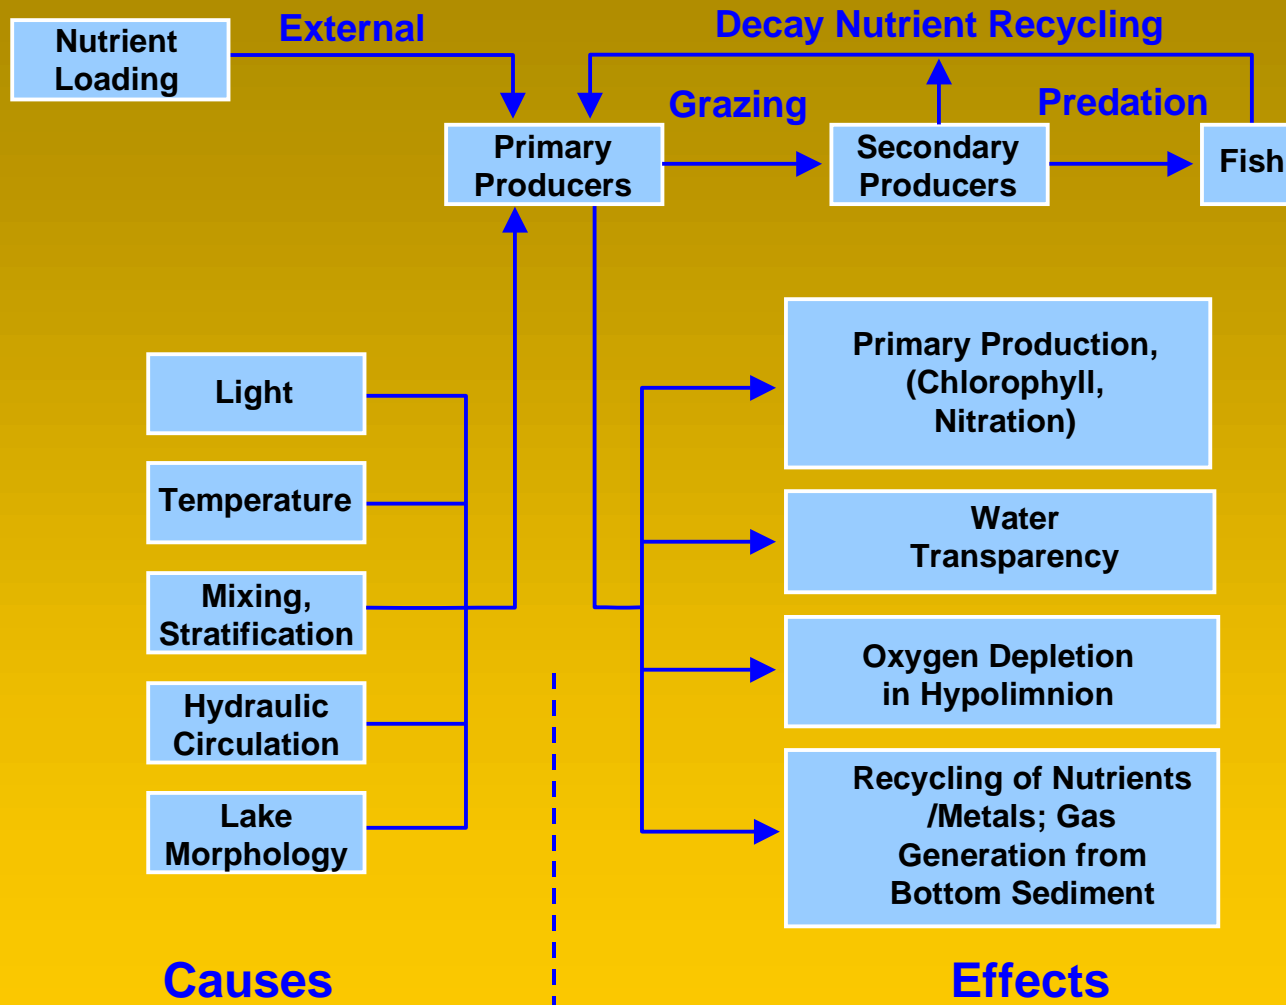 Nutrient
Loading
External
Decay Nutrient Recycling
Grazing
Predation
Primary
Producers
Secondary
Producers
Fish
Light
Temperature
Mixing,
Stratification
Hydraulic
Circulation
Lake
Morphology
Primary Production,
(Chlorophyll,
Nitration)
Water
Transparency
Oxygen Depletion
in Hypolimnion
Recycling of Nutrients
/Metals; Gas
Generation from
Bottom Sediment
Causes
Effects